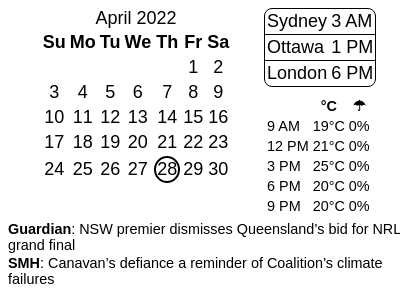 April 2022
Su Mo Tu We Th Fr Sa
1 2
3 4 5 6 7 8 9
10 11 12 13 14 15 16
17 18 19 20 21 22 23
24 25 26 27 28 29 30
Sydney 3 AM
Ottawa 1 PM
London 6 PM
°C ☂
9 AM 19°C 0%
12 PM 21°C 0%
3 PM 25°C 0%
6 PM 20°C 0%
9 PM 20°C 0%
Guardian: NSW premier dismisses Queensland’s bid for NRL
grand final
SMH: Canavan’s defiance a reminder of Coalition’s climate
failures